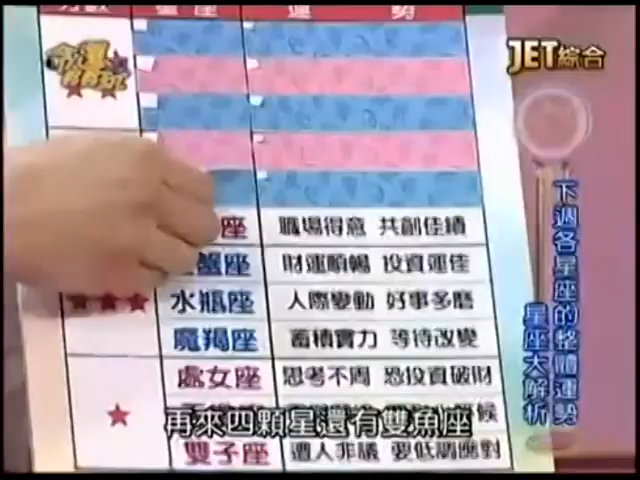 星座 運勢
JET綜合
座 職場得意 共創佳績
蟹座 財運順暢 投資運佳
水瓶座 人際變動 好事多磨
魔羯座 蓄積實力 等待改變
處女座 思考不周 恐投資破財
雙子座 遭人非議 要低調應對
下週各星座的整體運勢
星座大解析
再來四顆星還有雙魚座